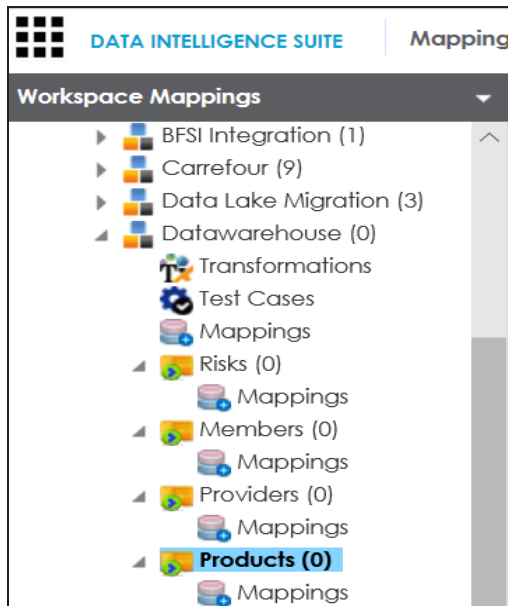 DATA INTELLIGENCE SUITE
Mapping
Workspace Mappings
BFSI Integration (1)
Carrefour (9)
Data Lake Migration (3)
Datawarehouse (0)
Transformations
Test Cases
Mappings
Risks (0)
Mappings
Members (0)
Mappings
Providers (0)
Mappings
Products (0)
Mappings